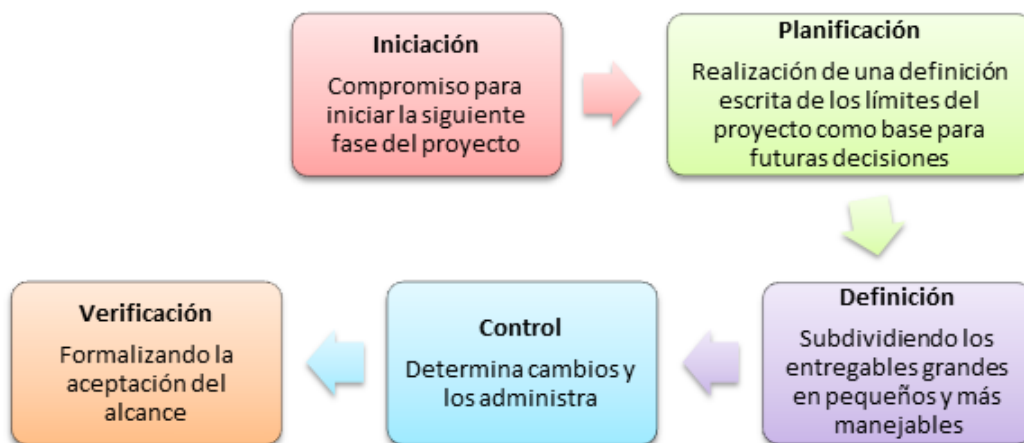 Iniciación
Compromiso para
iniciar la siguiente
fase del proyecto
Planificación
Realización de una definición
escrita de los límites del
proyecto como base para
futuras decisiones
Definición
Subdividiendo los
entregables grandes
en pequeños y más
manejables
Control
Determina cambios y
los administra
Verificación
Formalizando la
aceptación del
alcance